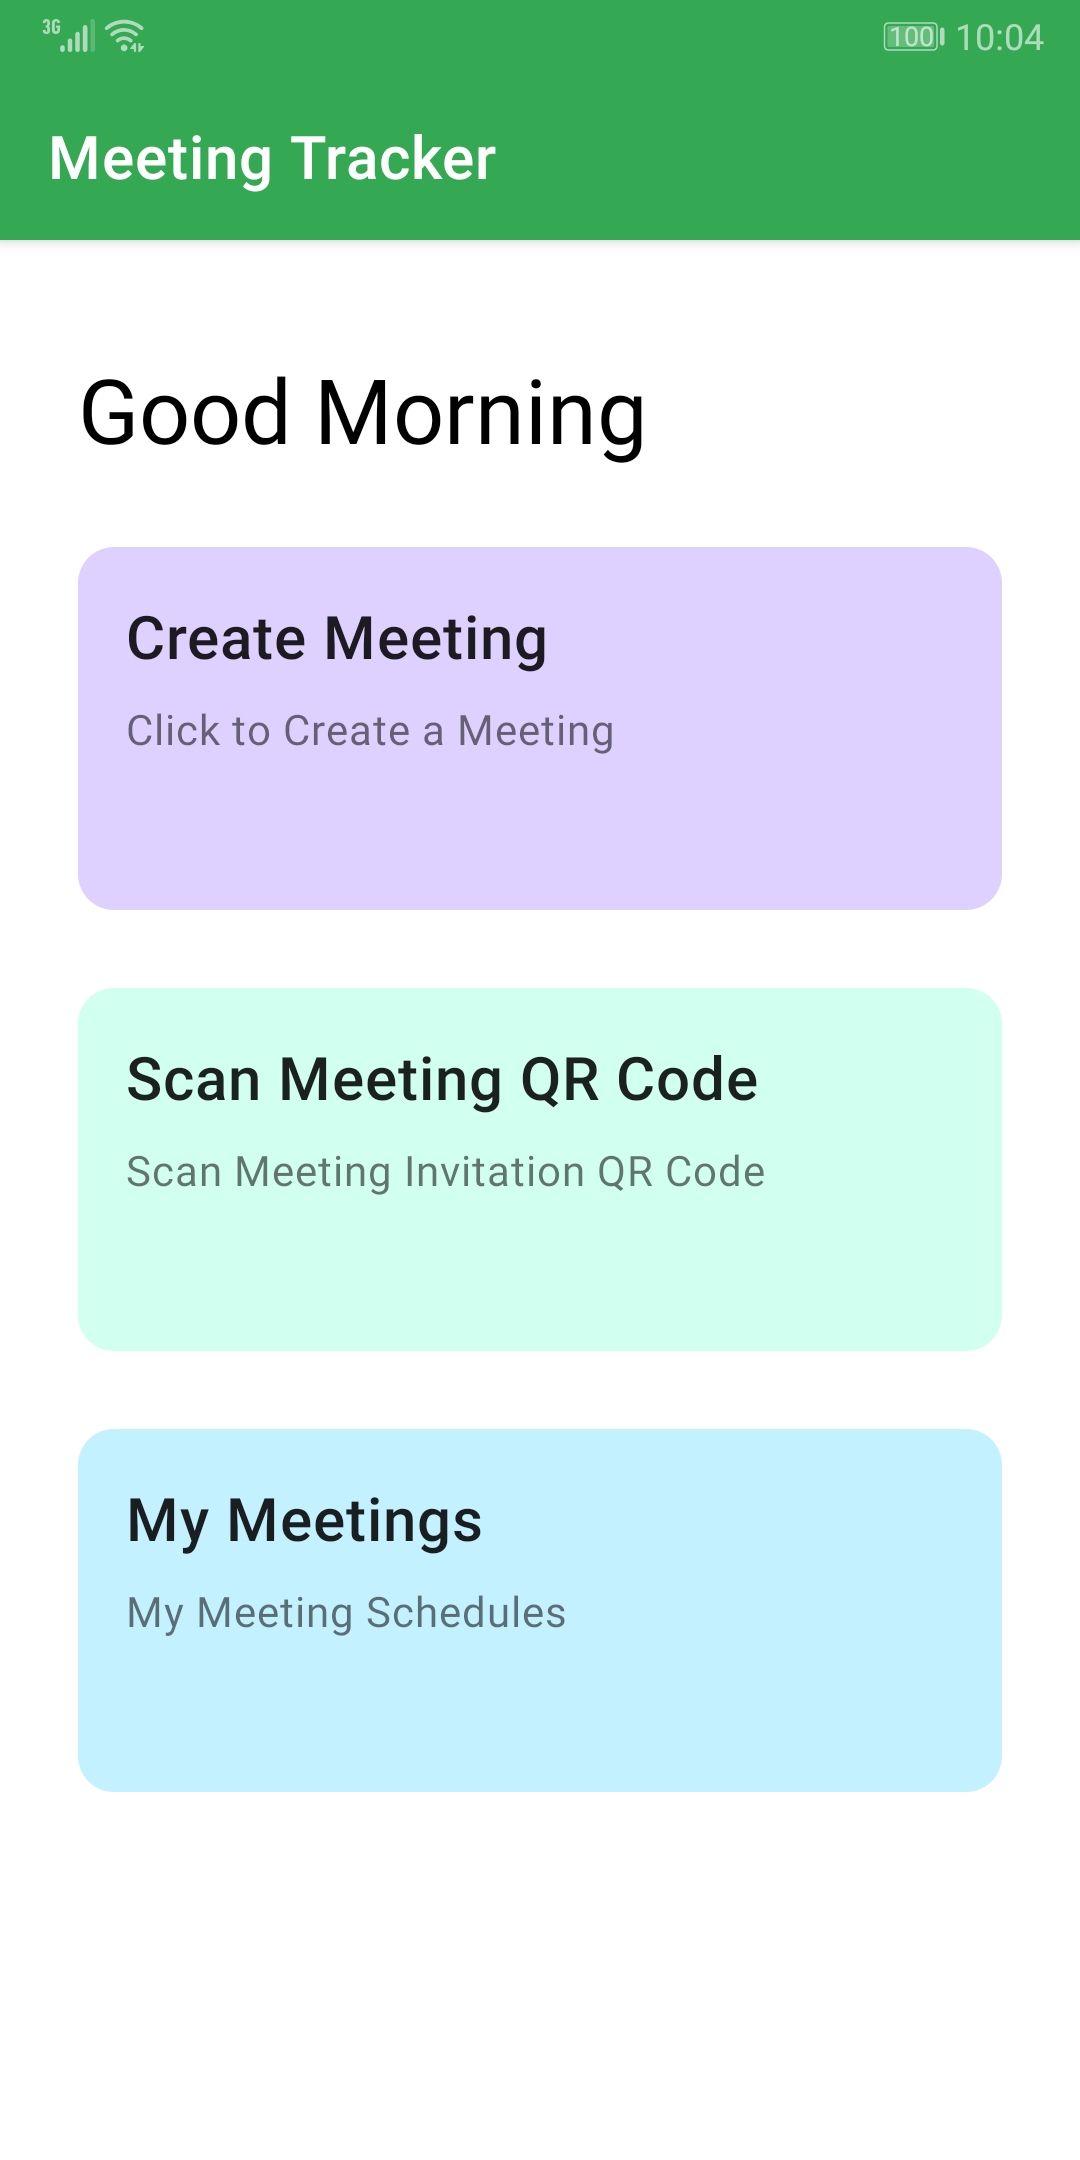 3G 100 10:04
Meeting Tracker
Good Morning
Create Meeting
Click to Create a Meeting
Scan Meeting QR Code
Scan Meeting Invitation QR Code
My Meetings
My Meeting Schedules